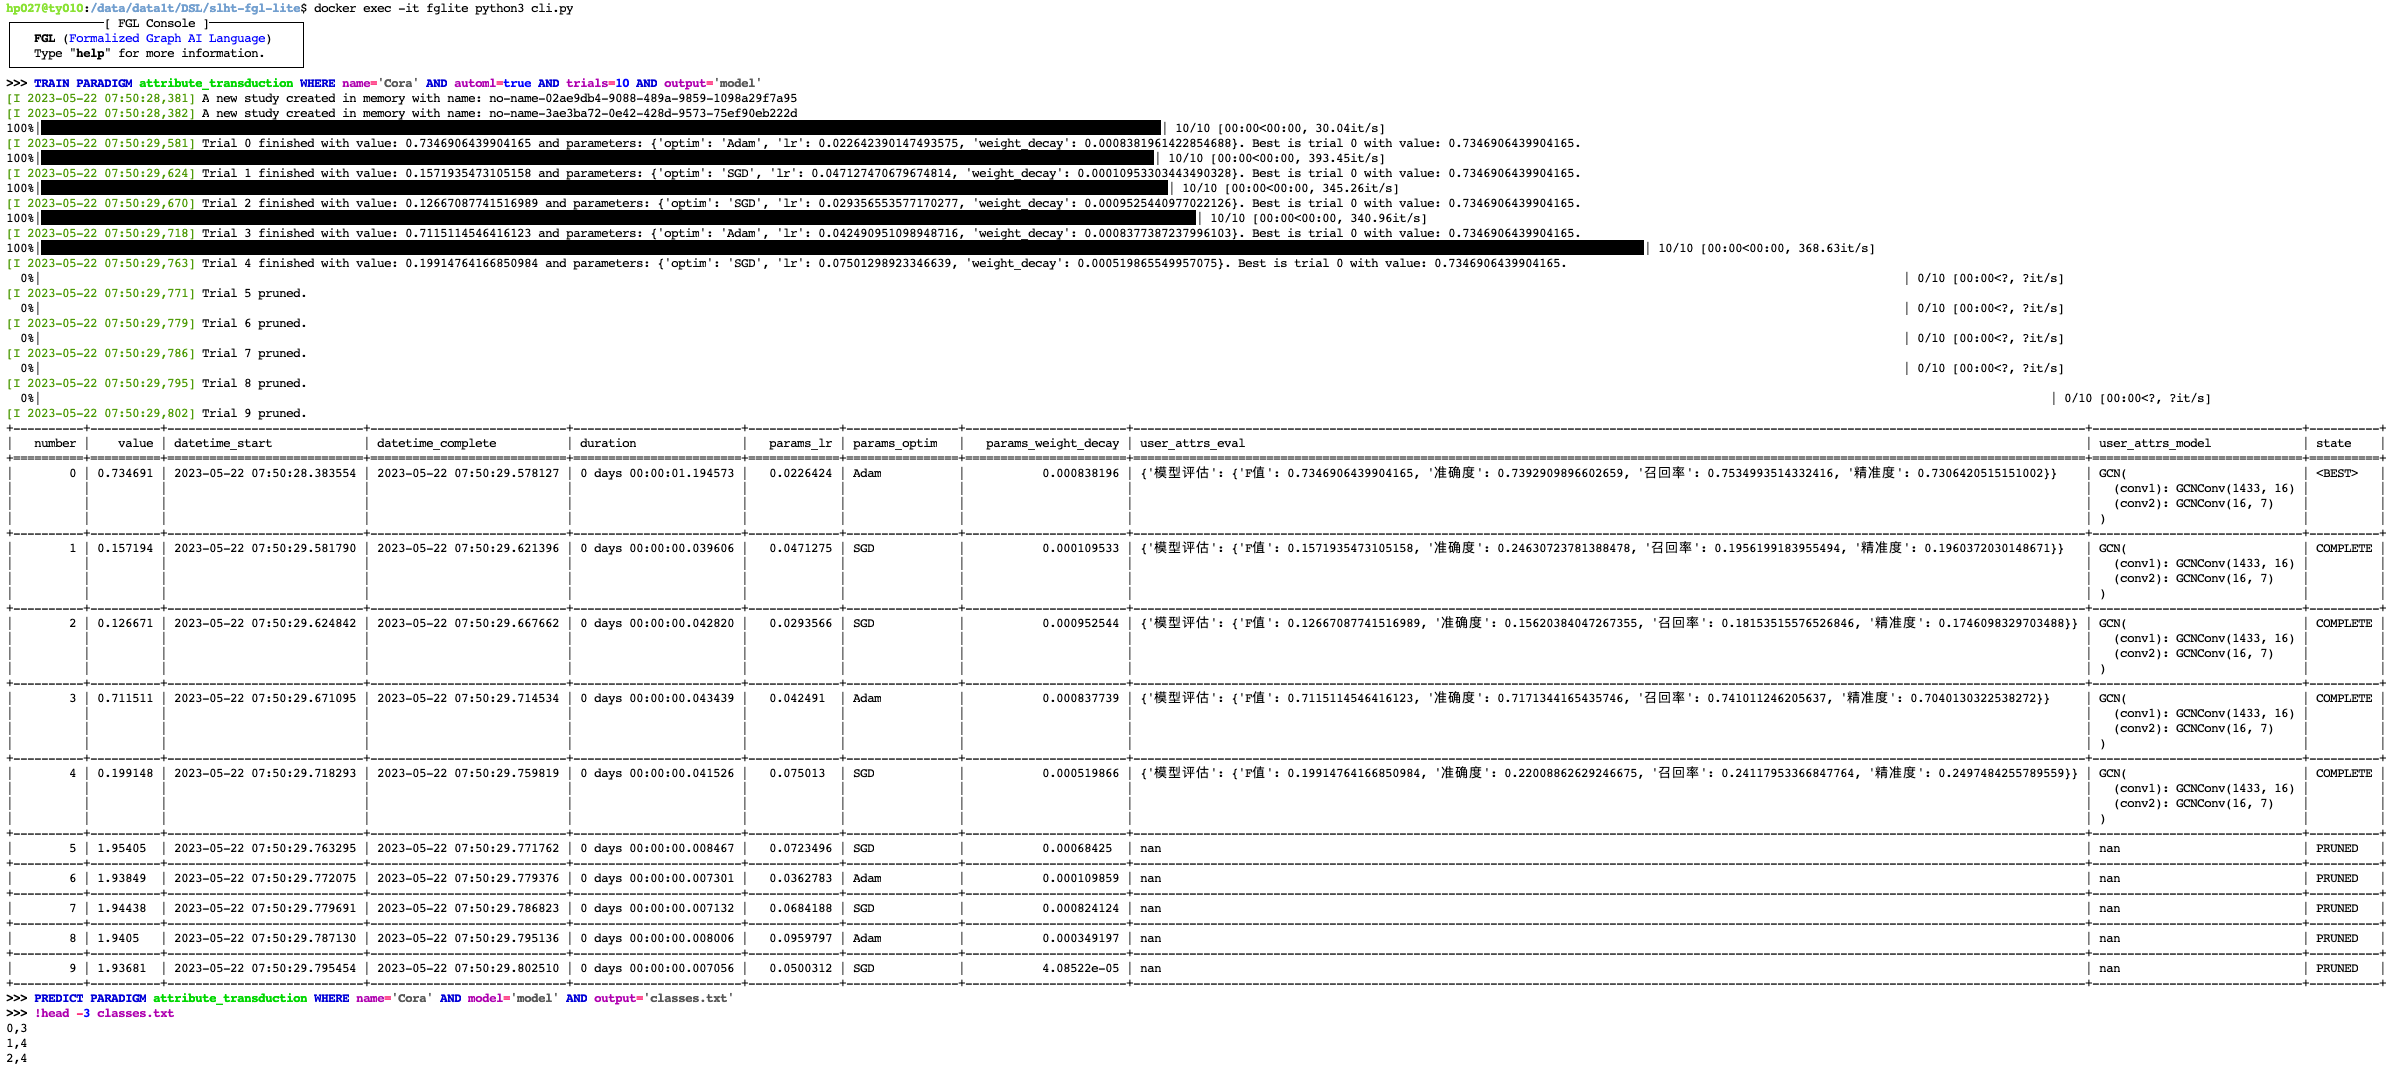 hp027@ty010:/data/data1t/DSL/slht-fgl-lite$ docker exec -it fglite python3 cli.py
[ FGL Console ]
FGL (Formalized Graph AI Language)
Type "help" for more information.
>>> TRAIN PARADIGM attribute_transduction WHERE name='Cora' AND automl=true AND trials=10 AND output='model'
[I 2023-05-22 07:50:28,381] A new study created in memory with name: no-name-02ae9db4-9088-489a-9859-1098a29f7a95
[I 2023-05-22 07:50:28,382] A new study created in memory with name: no-name-3ae3ba72-0e42-428d-9573-75ef90eb222d
100%| | 10/10 [00:00<00:00, 30.04it/s]
[I 2023-05-22 07:50:29,581] Trial 0 finished with value: 0.7346906439904165 and parameters: {'optim': 'Adam', 'lr': 0.022642390147493575, 'weight_decay': 0.0008381961422854688}. Best is trial 0 with value: 0.7346906439904165.
100%| | 10/10 [00:00<00:00, 393.45it/s]
[I 2023-05-22 07:50:29,624] Trial 1 finished with value: 0.1571935473105158 and parameters: {'optim': 'SGD', 'lr': 0.047127470679674814, 'weight_decay': 0.00010953303443490328}. Best is trial 0 with value: 0.7346906439904165.
100%| | 10/10 [00:00<00:00, 345.26it/s]
[I 2023-05-22 07:50:29,670] Trial 2 finished with value: 0.12667087741516989 and parameters: {'optim': 'SGD', 'lr': 0.029356553577170277, 'weight_decay': 0.0009525440977022126}. Best is trial 0 with value: 0.7346906439904165.
100%| | 10/10 [00:00<00:00, 340.96it/s]
[I 2023-05-22 07:50:29,718] Trial 3 finished with value: 0.7115114546416123 and parameters: {'optim': 'Adam', 'lr': 0.042490951098948716, 'weight_decay': 0.0008377387237996103}. Best is trial 0 with value: 0.7346906439904165.
100%| | 10/10 [00:00<00:00, 368.63it/s]
[I 2023-05-22 07:50:29,763] Trial 4 finished with value: 0.19914764166850984 and parameters: {'optim': 'SGD', 'lr': 0.07501298923346639, 'weight_decay': 0.000519865549957075}. Best is trial 0 with value: 0.7346906439904165.
0%| | 0/10 [00:00<?, ?it/s]
[I 2023-05-22 07:50:29,771] Trial 5 pruned.
0%| | 0/10 [00:00<?, ?it/s]
[I 2023-05-22 07:50:29,779] Trial 6 pruned.
0%| | 0/10 [00:00<?, ?it/s]
[I 2023-05-22 07:50:29,786] Trial 7 pruned.
0%| | 0/10 [00:00<?, ?it/s]
[I 2023-05-22 07:50:29,795] Trial 8 pruned.
0%| | 0/10 [00:00<?, ?it/s]
[I 2023-05-22 07:50:29,802] Trial 9 pruned.
| number | value | datetime_start | datetime_complete | duration | params_lr | params_optim | params_weight_decay | user_attrs_eval | user_attrs_model | state |
| 0 | 0.734691 | 2023-05-22 07:50:28.383554 | 2023-05-22 07:50:29.578127 | 0 days 00:00:01.194573 | 0.0226424 | Adam | 0.000838196 | {'模型评估': {'F值': 0.7346906439904165, '准确度': 0.7392909896602659, '召回率': 0.7534993514332416, '精准度': 0.7306420515151002}} | GCN( | <BEST> |
(conv1): GCNConv(1433, 16)
(conv2): GCNConv(16, 7)
)
| 1 | 0.157194 | 2023-05-22 07:50:29.581790 | 2023-05-22 07:50:29.621396 | 0 days 00:00:00.039606 | 0.0471275 | SGD | 0.000109533 | {'模型评估': {'F值': 0.1571935473105158, '准确度': 0.24630723781388478, '召回率': 0.1956199183955494, '精准度': 0.1960372030148671}} | GCN( | COMPLETE |
(conv1): GCNConv(1433, 16)
(conv2): GCNConv(16, 7)
)
| 2 | 0.126671 | 2023-05-22 07:50:29.624842 | 2023-05-22 07:50:29.667662 | 0 days 00:00:00.042820 | 0.0293566 | SGD | 0.000952544 | {'模型评估': {'F值': 0.12667087741516989, '准确度': 0.15620384047267355, '召回率': 0.18153515576526846, '精准度': 0.1746098329703488}} | GCN( | COMPLETE |
(conv1): GCNConv(1433, 16)
(conv2): GCNConv(16, 7)
)
| 3 | 0.711511 | 2023-05-22 07:50:29.671095 | 2023-05-22 07:50:29.714534 | 0 days 00:00:00.043439 | 0.042491 | Adam | 0.000837739 | {'模型评估': {'F值': 0.7115114546416123, '准确度': 0.7171344165435746, '召回率': 0.741011246205637, '精准度': 0.7040130322538272}} | GCN( | COMPLETE |
(conv1): GCNConv(1433, 16)
(conv2): GCNConv(16, 7)
)
| 4 | 0.199148 | 2023-05-22 07:50:29.718293 | 2023-05-22 07:50:29.759819 | 0 days 00:00:00.041526 | 0.075013 | SGD | 0.000519866 | {'模型评估': {'F值': 0.19914764166850984, '准确度': 0.22008862629246675, '召回率': 0.24117953366847764, '精准度': 0.2497484255789559}} | GCN( | COMPLETE |
(conv1): GCNConv(1433, 16)
(conv2): GCNConv(16, 7)
)
| 5 | 1.95405 | 2023-05-22 07:50:29.763295 | 2023-05-22 07:50:29.771762 | 0 days 00:00:00.008467 | 0.0723496 | SGD | 0.00068425 | nan | nan | PRUNED |
| 6 | 1.93849 | 2023-05-22 07:50:29.772075 | 2023-05-22 07:50:29.779376 | 0 days 00:00:00.007301 | 0.0362783 | Adam | 0.000109859 | nan | nan | PRUNED |
| 7 | 1.94438 | 2023-05-22 07:50:29.779691 | 2023-05-22 07:50:29.786823 | 0 days 00:00:00.007132 | 0.0684188 | SGD | 0.000824124 | nan | nan | PRUNED |
| 8 | 1.9405 | 2023-05-22 07:50:29.787130 | 2023-05-22 07:50:29.795136 | 0 days 00:00:00.008006 | 0.0959797 | Adam | 0.000349197 | nan | nan | PRUNED |
| 9 | 1.93681 | 2023-05-22 07:50:29.795454 | 2023-05-22 07:50:29.802510 | 0 days 00:00:00.007056 | 0.0500312 | SGD | 4.08522e-05 | nan | nan | PRUNED |
>>> PREDICT PARADIGM attribute_transduction WHERE name='Cora' AND model='model' AND output='classes.txt'
>>> !head -3 classes.txt
0,3
1,4
2,4